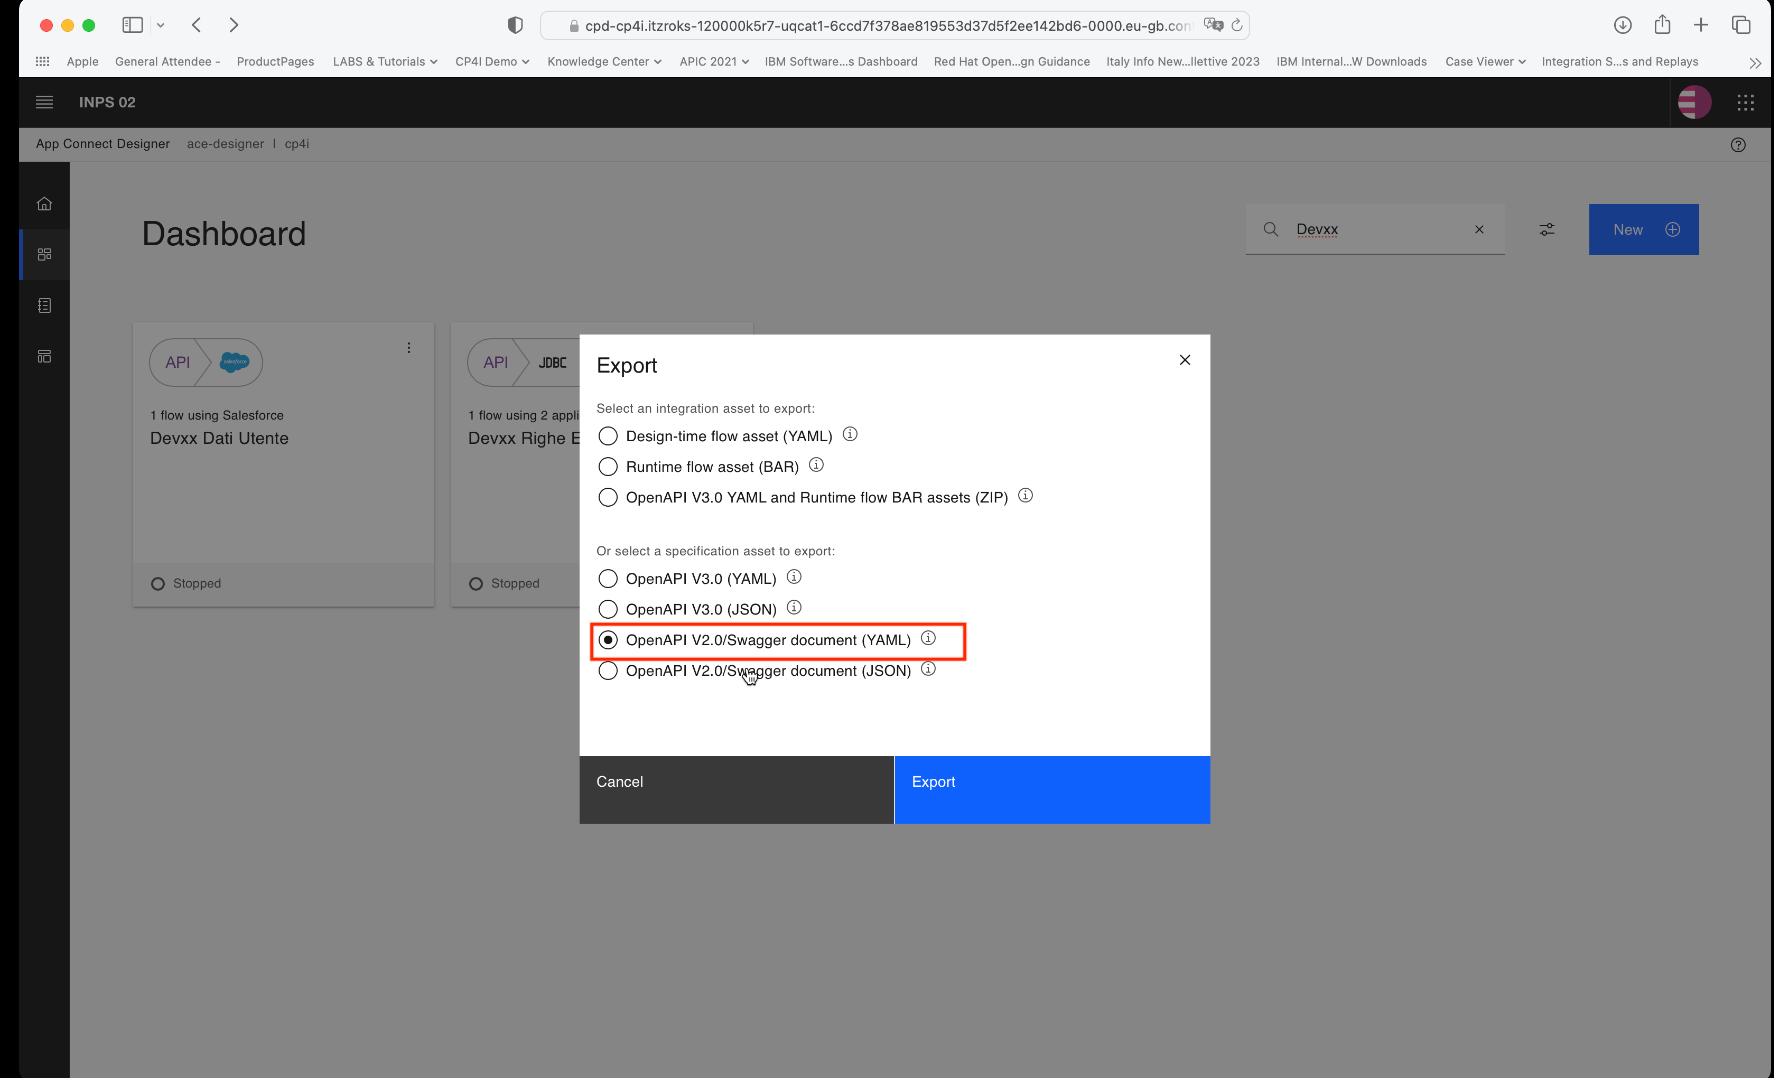 cpd-cp4i.itzroks-120000k5r7-uqcat1-6ccd7f378ae819553d37d5f2ee142bd6-0000.eu-gb.con
Apple General Attendee - ProductPages LABS & Tutorials CP4I Demo Knowledge Center APIC 2021 IBM Software...s Dashboard Red Hat Open...gn Guidance Italy Info New...llettive 2023 IBM Internal...W Downloads Case Viewer Integration S...s and Replays
INPS 02
App Connect Designer ace-designer | cp4i
Dashboard
Devxx
New
API
salesforce
1 flow using Salesforce
Devxx Dati Utente
Stopped
API JDBC
1 flow using 2 appli
Devxx Righe E
Stopped
Export
Select an integration asset to export:
Design-time flow asset (YAML)
Runtime flow asset (BAR)
OpenAPI V3.0 YAML and Runtime flow BAR assets (ZIP)
Or select a specification asset to export:
OpenAPI V3.0 (YAML)
OpenAPI V3.0 (JSON)
OpenAPI V2.0/Swagger document (YAML)
OpenAPI V2.0/Swagger document (JSON)
Cancel
Export